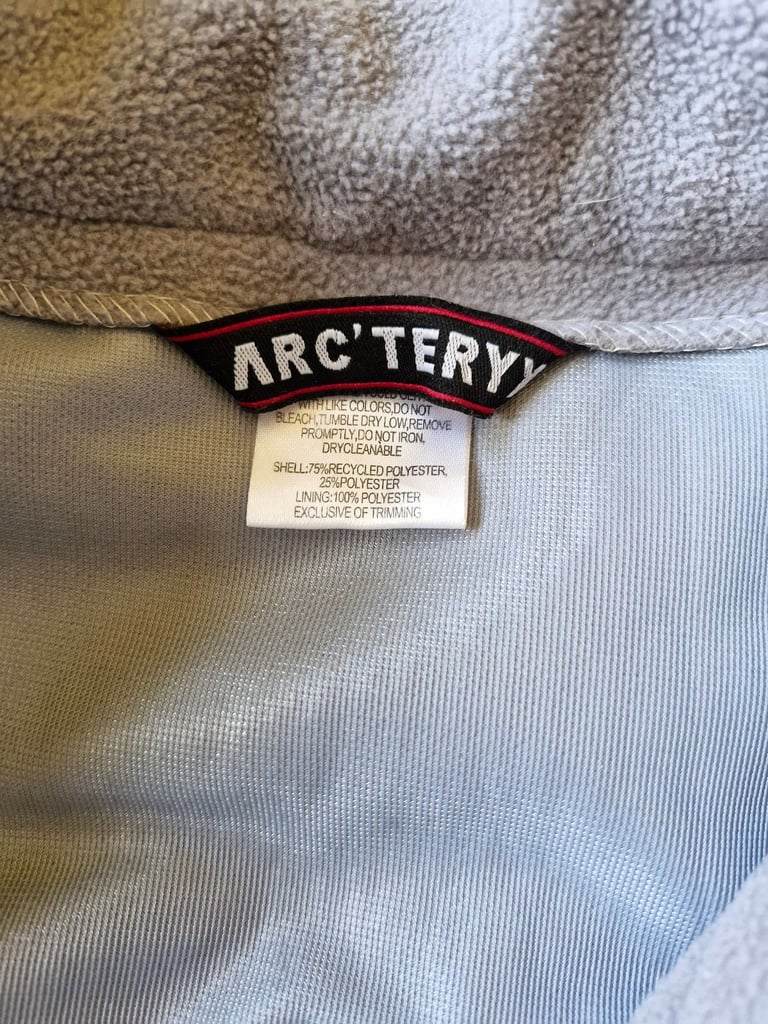 ARC'TERYX
WITH LIKE COLORS,DO NOT
BLEACH,TUMBLE DRY LOW,REMOVE
PROMPTLY,DO NOT IRON,
DRYCLEANABLE
SHELL:75%RECYCLED POLYESTER,
25%POLYESTER
LINING:100% POLYESTER
EXCLUSIVE OF TRIMMING